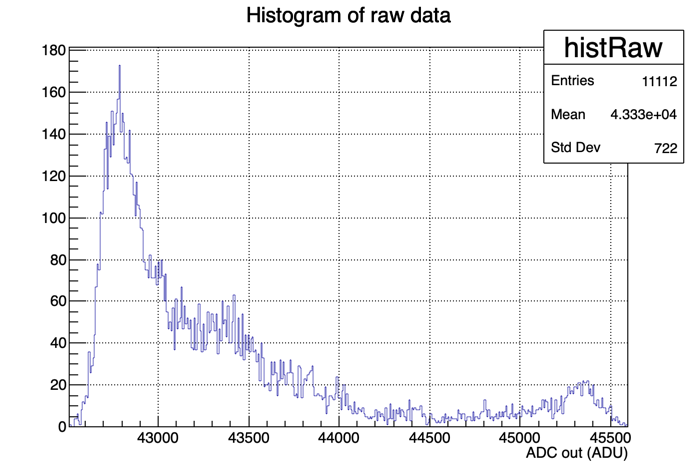 Histogram of raw data
histRaw
Entries 11112
Mean 4.333e+04
Std Dev 722
180
160
140
120
100
80
60
40
20
0
43000 43500 44000 44500 45000 45500
ADC out (ADU)